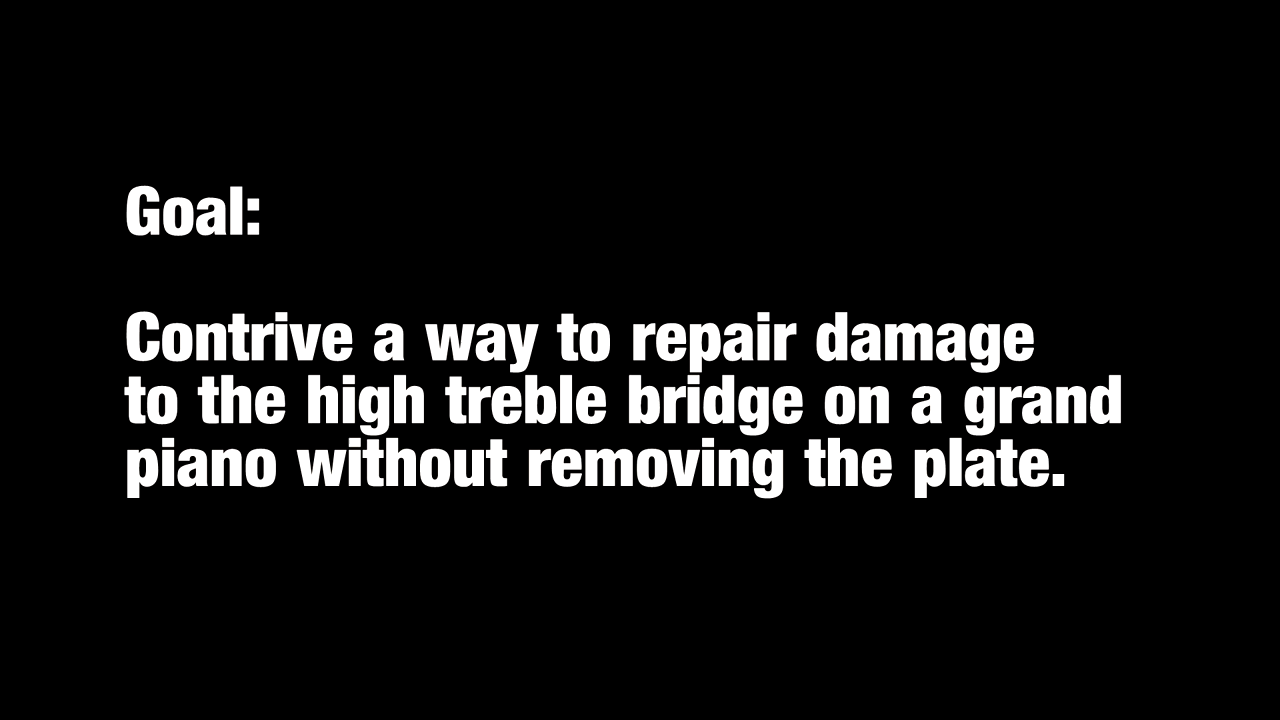 Goal:
Contrive a way to repair damage
to the high treble bridge on a grand
piano without removing the plate.